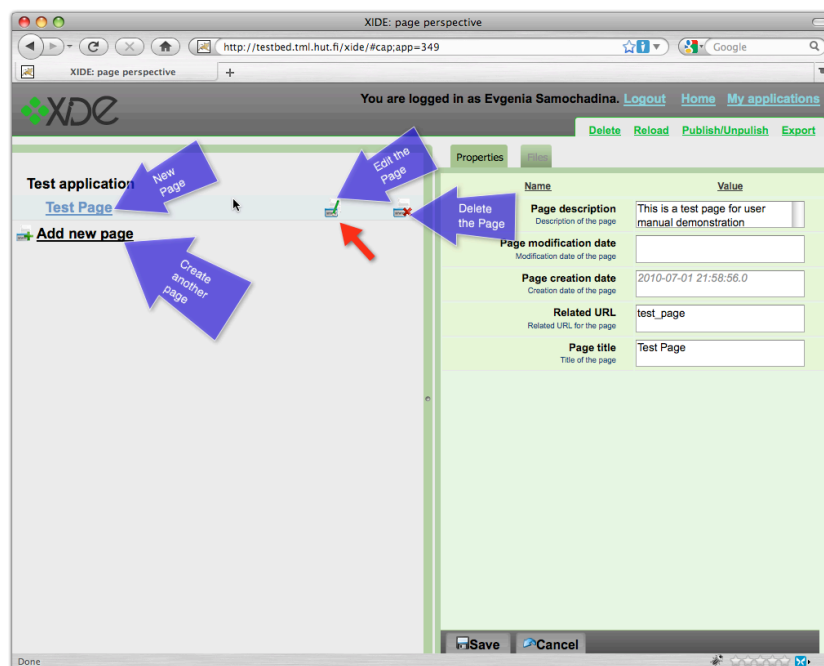 XIDE: page perspective
http://testbed.tml.hut.fi/xide/#cap;app=349
Google
XIDE: page perspective
XIDE
You are logged in as Evgenia Samochadina. Logout Home My applications
Delete Reload Publish/Unpulish Export
Properties Files
Test application
New
Page
Edit the
Page
Test Page
Delete
the Page
Add new page
Create
another
page
Name Value
Page description
Description of the page
This is a test page for user
manual demonstration
Page modification date
Modification date of the page
Page creation date
Creation date of the page
2010-07-01 21:58:56.0
Related URL
Related URL for the page
test_page
Page title
Title of the page
Test Page
Save Cancel
Done